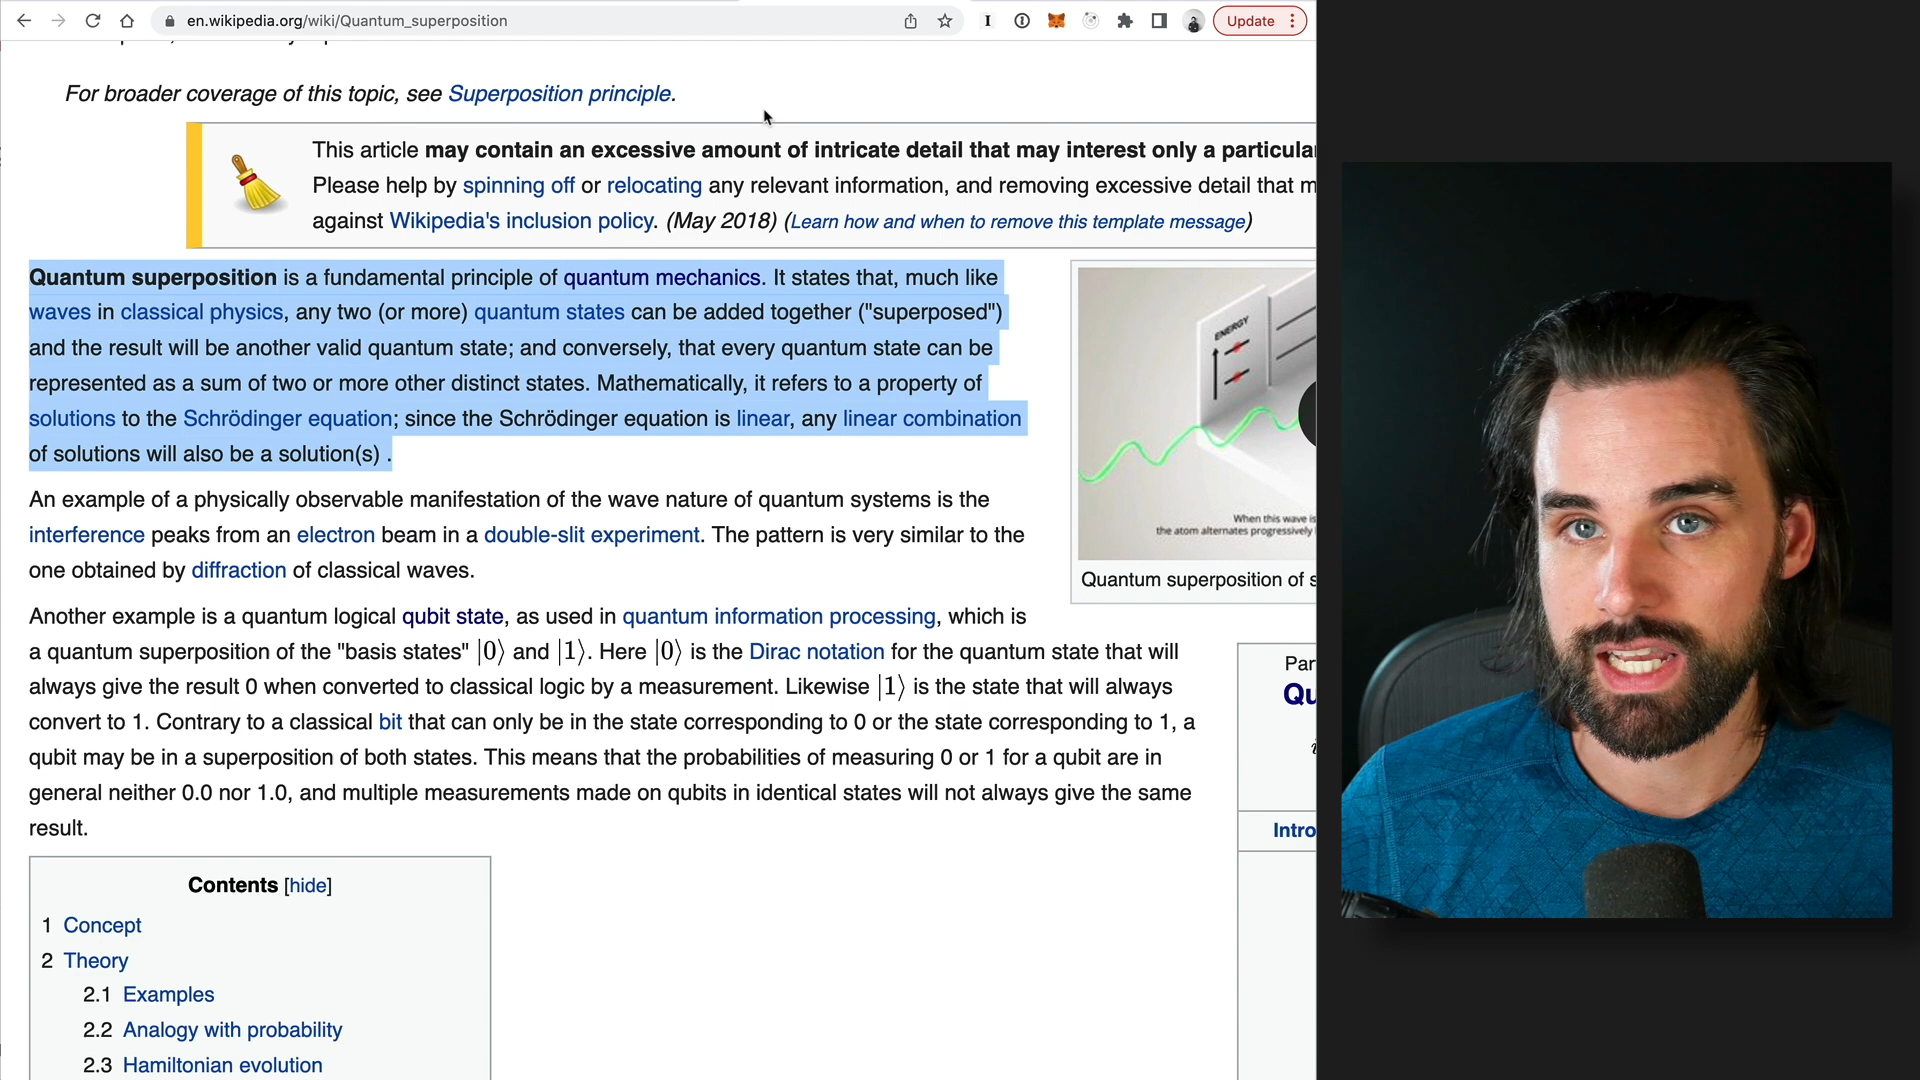 en.wikipedia.org/wiki/Quantum_superposition
Update
For broader coverage of this topic, see Superposition principle.
This article may contain an excessive amount of intricate detail that may interest only a particular
Please help by spinning off or relocating any relevant information, and removing excessive detail that m
against Wikipedia's inclusion policy. (May 2018) (Learn how and when to remove this template message)
Quantum superposition is a fundamental principle of quantum mechanics. It states that, much like
waves in classical physics, any two (or more) quantum states can be added together ("superposed")
and the result will be another valid quantum state; and conversely, that every quantum state can be
represented as a sum of two or more other distinct states. Mathematically, it refers to a property of
solutions to the Schrödinger equation; since the Schrödinger equation is linear, any linear combination
of solutions will also be a solution(s) .
ENERGY
When this wave is
the atom alternates progressively
Quantum superposition of s
An example of a physically observable manifestation of the wave nature of quantum systems is the
interference peaks from an electron beam in a double-slit experiment. The pattern is very similar to the
one obtained by diffraction of classical waves.
Another example is a quantum logical qubit state, as used in quantum information processing, which is
a quantum superposition of the "basis states" |0⟩ and |1⟩. Here |0⟩ is the Dirac notation for the quantum state that will
always give the result 0 when converted to classical logic by a measurement. Likewise |1⟩ is the state that will always
convert to 1. Contrary to a classical bit that can only be in the state corresponding to 0 or the state corresponding to 1, a
qubit may be in a superposition of both states. This means that the probabilities of measuring 0 or 1 for a qubit are in
general neither 0.0 nor 1.0, and multiple measurements made on qubits in identical states will not always give the same
result.
Par
Qu
Intro
Contents [hide]
1 Concept
2 Theory
2.1 Examples
2.2 Analogy with probability
2.3 Hamiltonian evolution